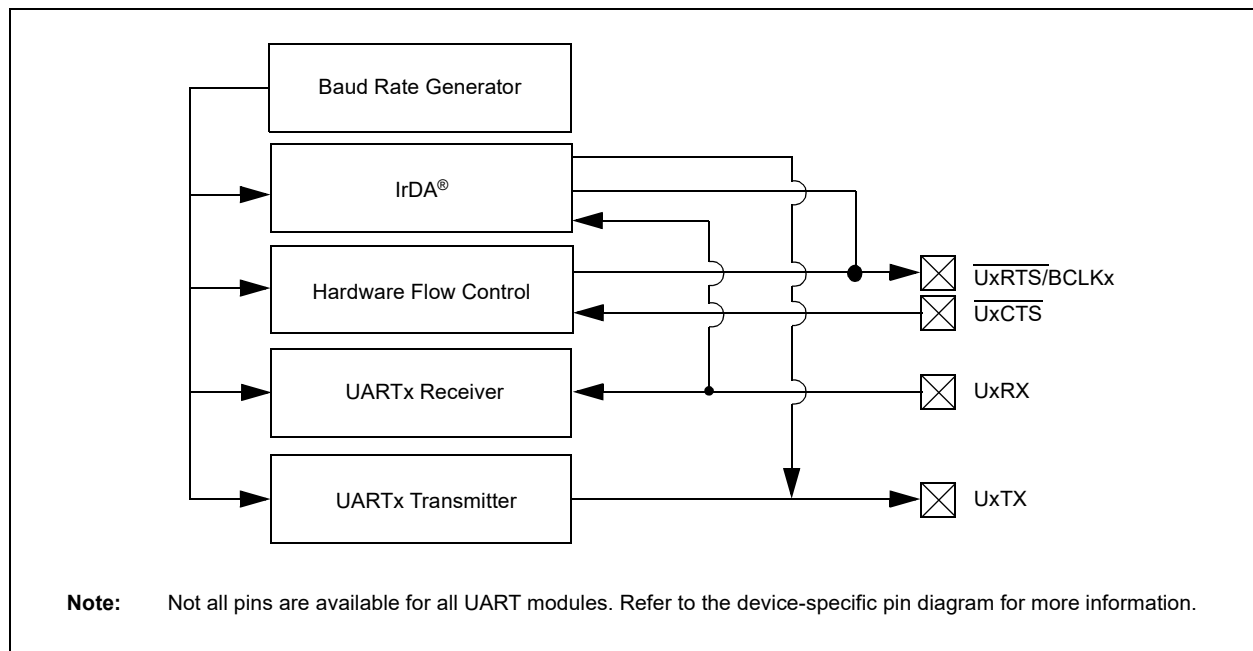 Baud Rate Generator
IrDA®
Hardware Flow Control
UxRTS/BCLKx
UxCTS
UARTx Receiver
UxRX
UARTx Transmitter
UxTX
Note: Not all pins are available for all UART modules. Refer to the device-specific pin diagram for more information.